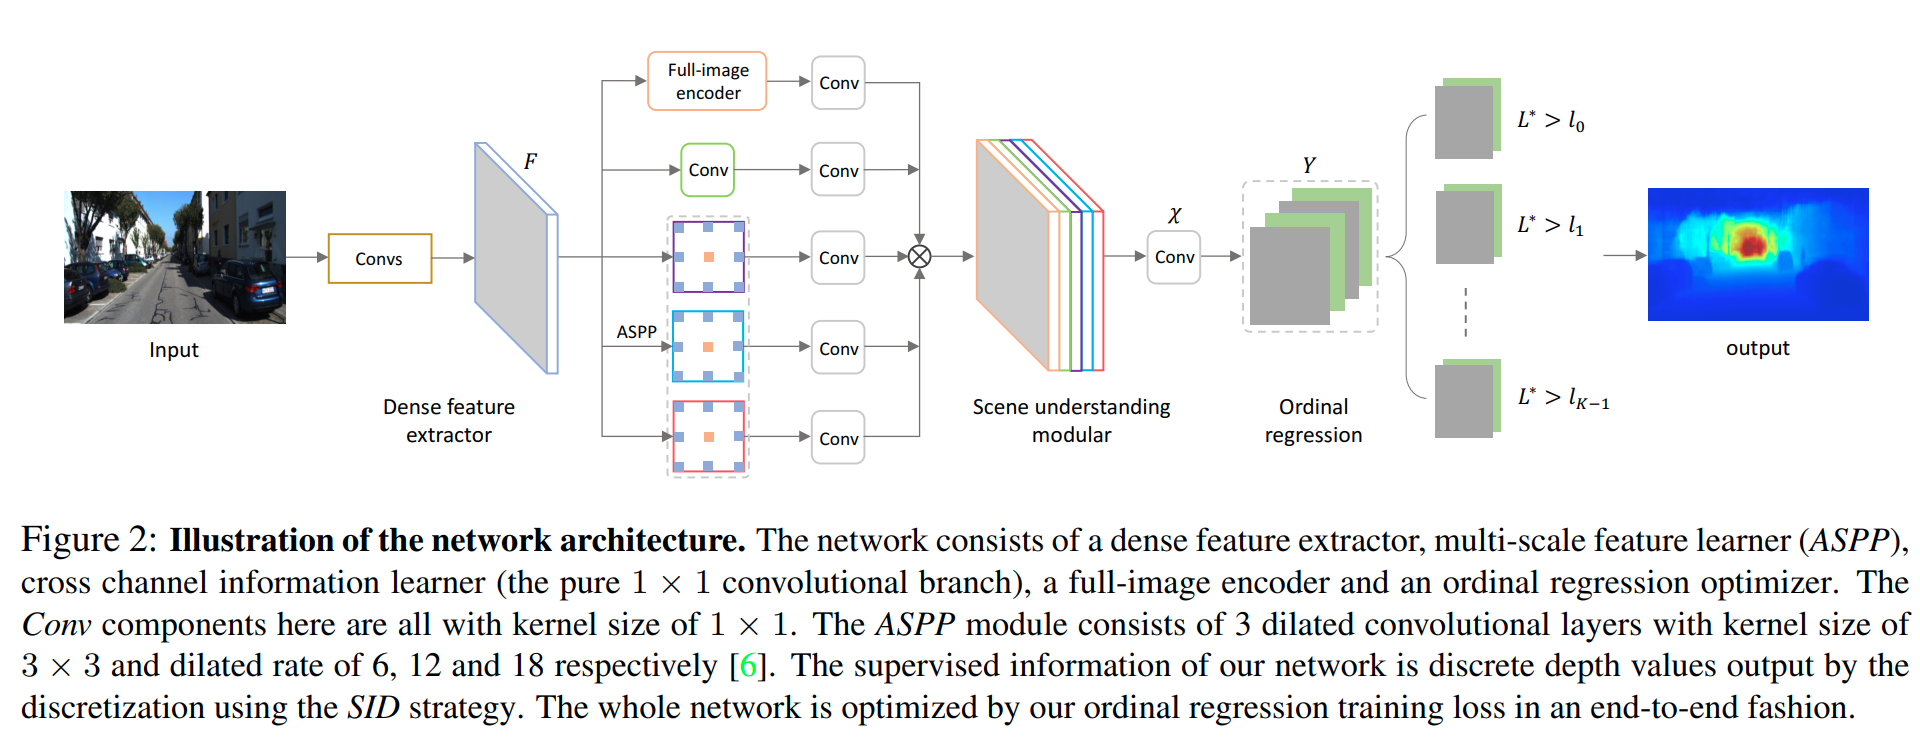 Full-image
encoder
Conv
F
Conv
Conv
Y
L* > l₀
χ
L* > l₁
Convs
Conv
Conv
Input
ASPP
Conv
output
Dense feature
extractor
Scene understanding
modular
Ordinal
regression
L* > l_{K−1}
Conv
Figure 2: Illustration of the network architecture. The network consists of a dense feature extractor, multi-scale feature learner (ASPP),
cross channel information learner (the pure 1 × 1 convolutional branch), a full-image encoder and an ordinal regression optimizer. The
Conv components here are all with kernel size of 1 × 1. The ASPP module consists of 3 dilated convolutional layers with kernel size of
3 × 3 and dilated rate of 6, 12 and 18 respectively [6]. The supervised information of our network is discrete depth values output by the
discretization using the SID strategy. The whole network is optimized by our ordinal regression training loss in an end-to-end fashion.